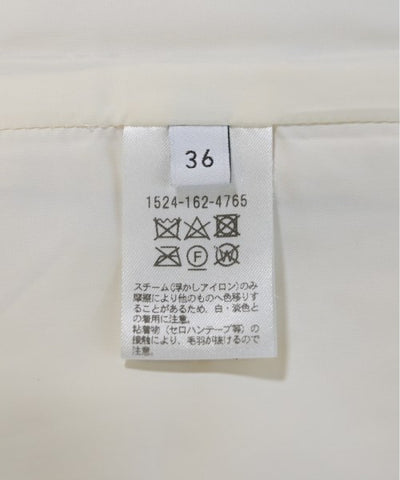 36
1524-162-4765
F
W
スチーム(浮かしアイロン)のみ
摩擦により他のものへ色移りす
ることがあるため、白・淡色と
の着用に注意。
粘着物(セロハンテープ等)の
接触により、毛羽が抜けるので
注意。